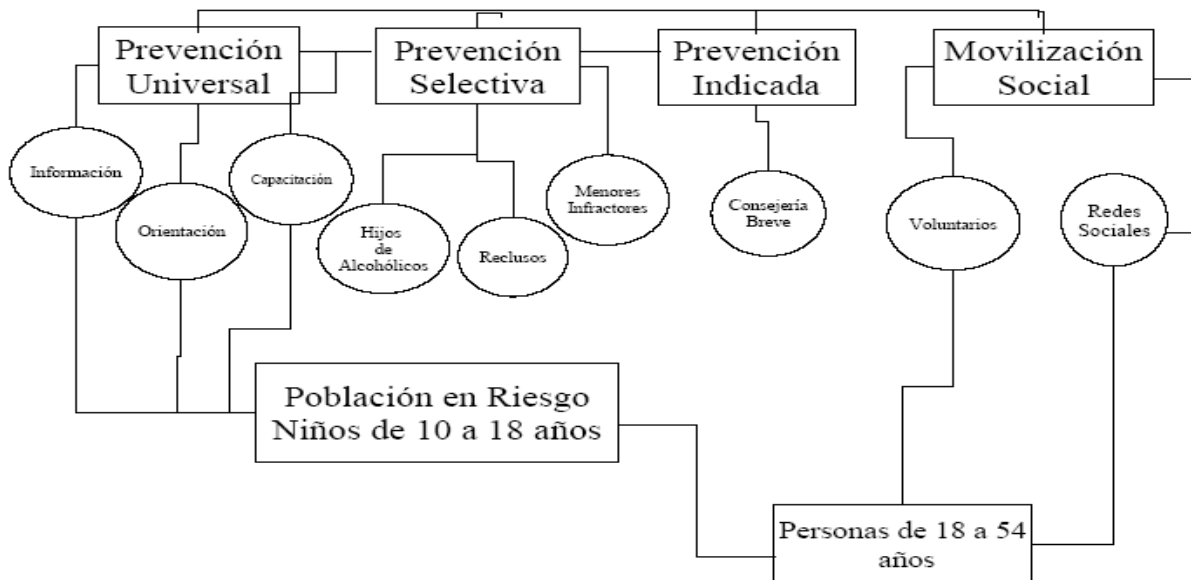 Prevención
Universal
Prevención
Selectiva
Prevención
Indicada
Movilización
Social
Información
Orientación
Capacitación
Hijos
de
Alcohólicos
Reclusos
Menores
Infractores
Consejería
Breve
Voluntarios
Redes
Sociales
Población en Riesgo
Niños de 10 a 18 años
Personas de 18 a 54
años